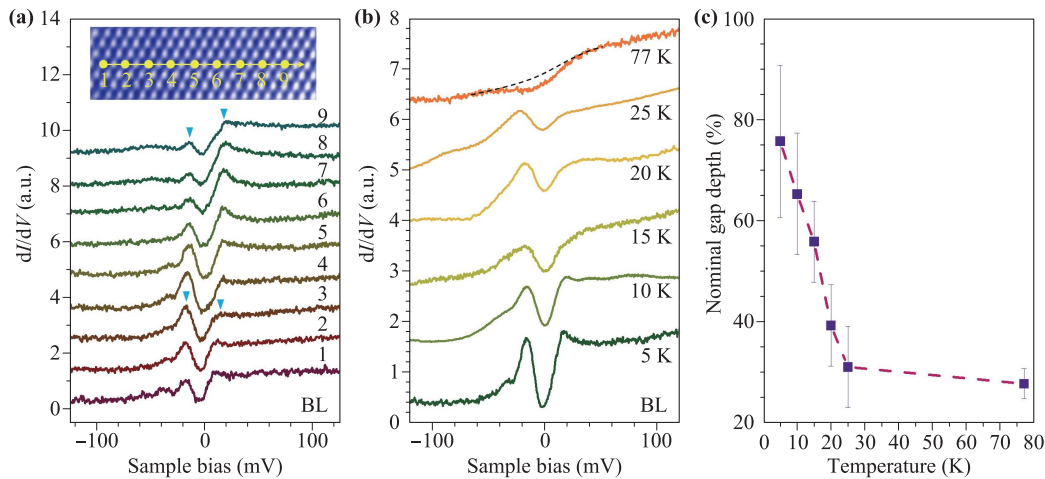 (a)
14
12
10
8
6
4
2
0
dI/dV (a.u.)
1 2 3 4 5 6 7 8 9
9
8
7
6
5
4
3
2
1
BL
−100 0 100
Sample bias (mV)
(b)
8
7
6
5
4
3
2
1
0
dI/dV (a.u.)
77 K
25 K
20 K
15 K
10 K
5 K
BL
−100 0 100
Sample bias (mV)
(c)
100
80
60
40
20
Nominal gap depth (%)
0 10 20 30 40 50 60 70 80
Temperature (K)